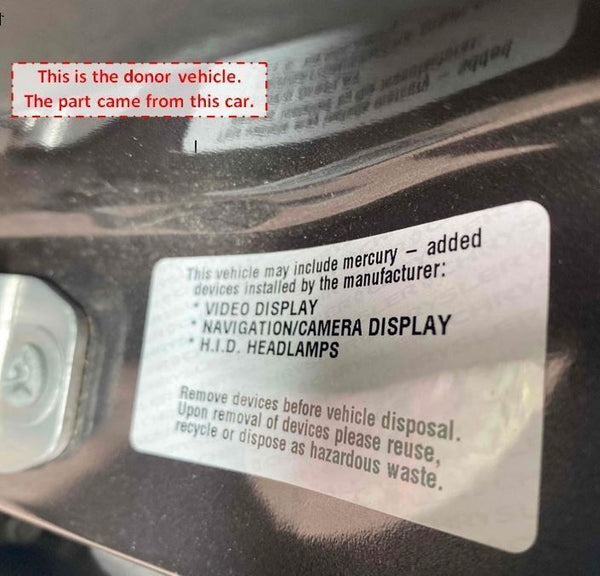 This is the donor vehicle.
The part came from this car.
This vehicle may include mercury – added
devices installed by the manufacturer:
* VIDEO DISPLAY
* NAVIGATION/CAMERA DISPLAY
* H.I.D. HEADLAMPS
Remove devices before vehicle disposal.
Upon removal of devices please reuse,
recycle or dispose as hazardous waste.